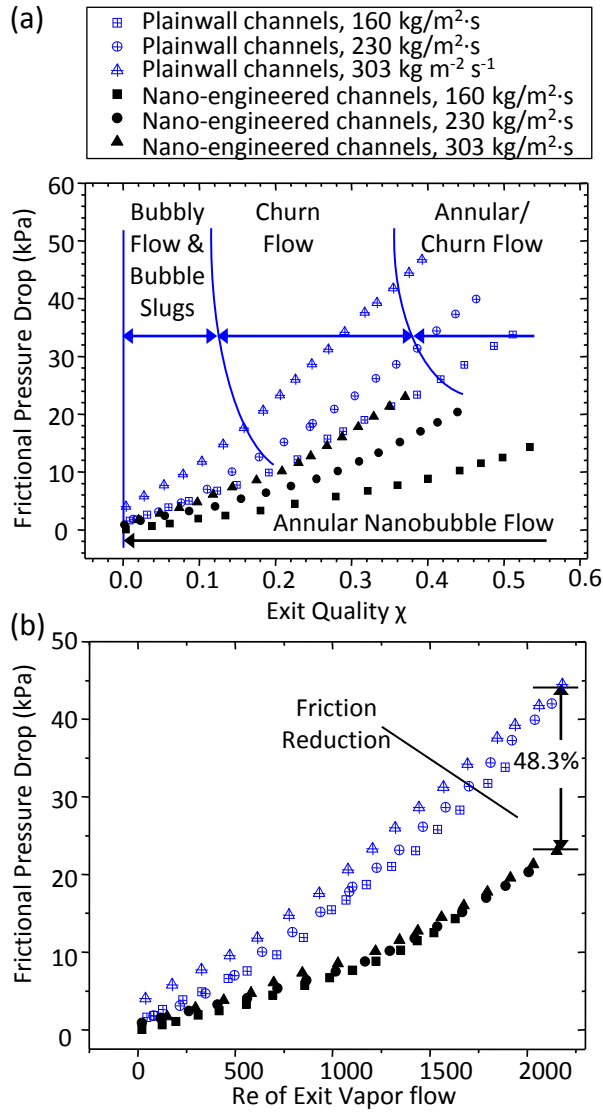 (a)
Plainwall channels, 160 kg/m²·s
Plainwall channels, 230 kg/m²·s
Plainwall channels, 303 kg m⁻² s⁻¹
Nano-engineered channels, 160 kg/m²·s
Nano-engineered channels, 230 kg/m²·s
Nano-engineered channels, 303 kg/m²·s
Frictional Pressure Drop (kPa)
60
50
40
30
20
10
0
Bubbly
Flow &
Bubble
Slugs
Churn
Flow
Annular/
Churn Flow
Annular Nanobubble Flow
0.0 0.1 0.2 0.3 0.4 0.5 0.6
Exit Quality χ
(b)
Frictional Pressure Drop (kPa)
50
40
30
20
10
0
Friction
Reduction
48.3%
0 500 1000 1500 2000
Re of Exit Vapor flow